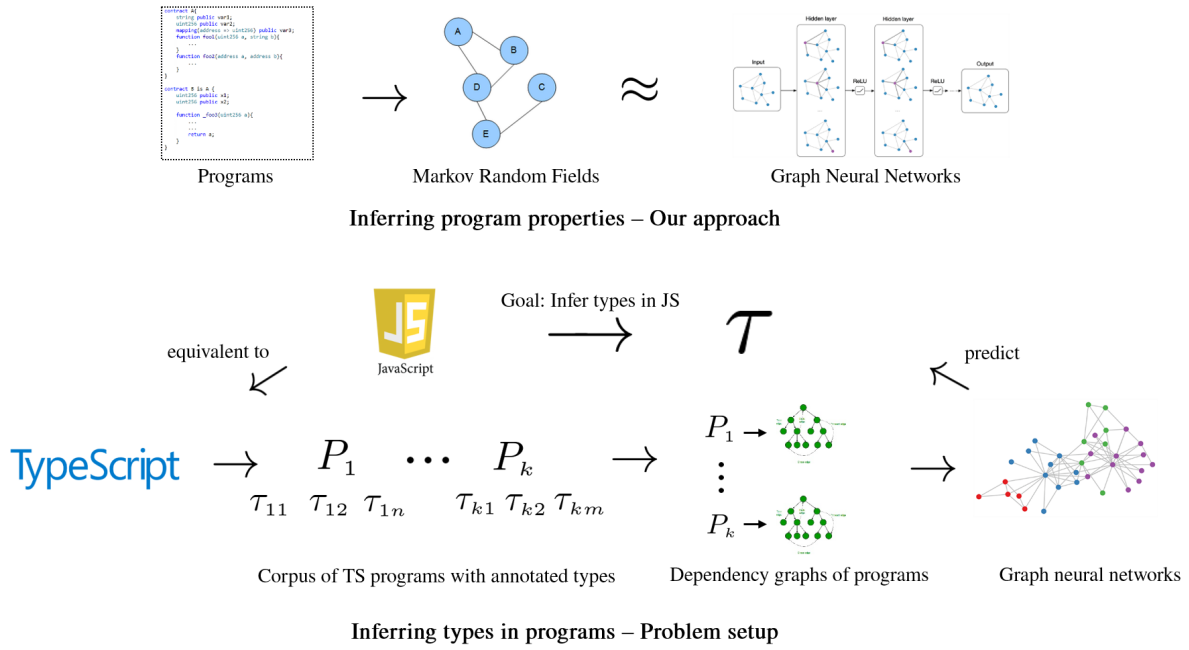 contract A{
string public var1;
uint256 public var2;
mapping(address => uint256) public var3;
function foo1(uint256 a, string b){
...
}
function foo2(address a, address b){
...
}
}
contract B is A {
uint256 public x1;
uint256 public x2;
function _foo3(uint256 a){
...
...
return a;
}
}
Programs
A
B
D
C
E
≈
Markov Random Fields
Hidden layer
Hidden layer
Input
ReLU
ReLU
Output
...
...
Graph Neural Networks
Inferring program properties – Our approach
JS
JavaScript
Goal: Infer types in JS
τ
equivalent to
predict
TypeScript
P1 ... Pk
τ11 τ12 τ1n τk1 τk2 τkm
Corpus of TS programs with annotated types
P1
⋮
Pk
Dependency graphs of programs
Graph neural networks
Inferring types in programs – Problem setup